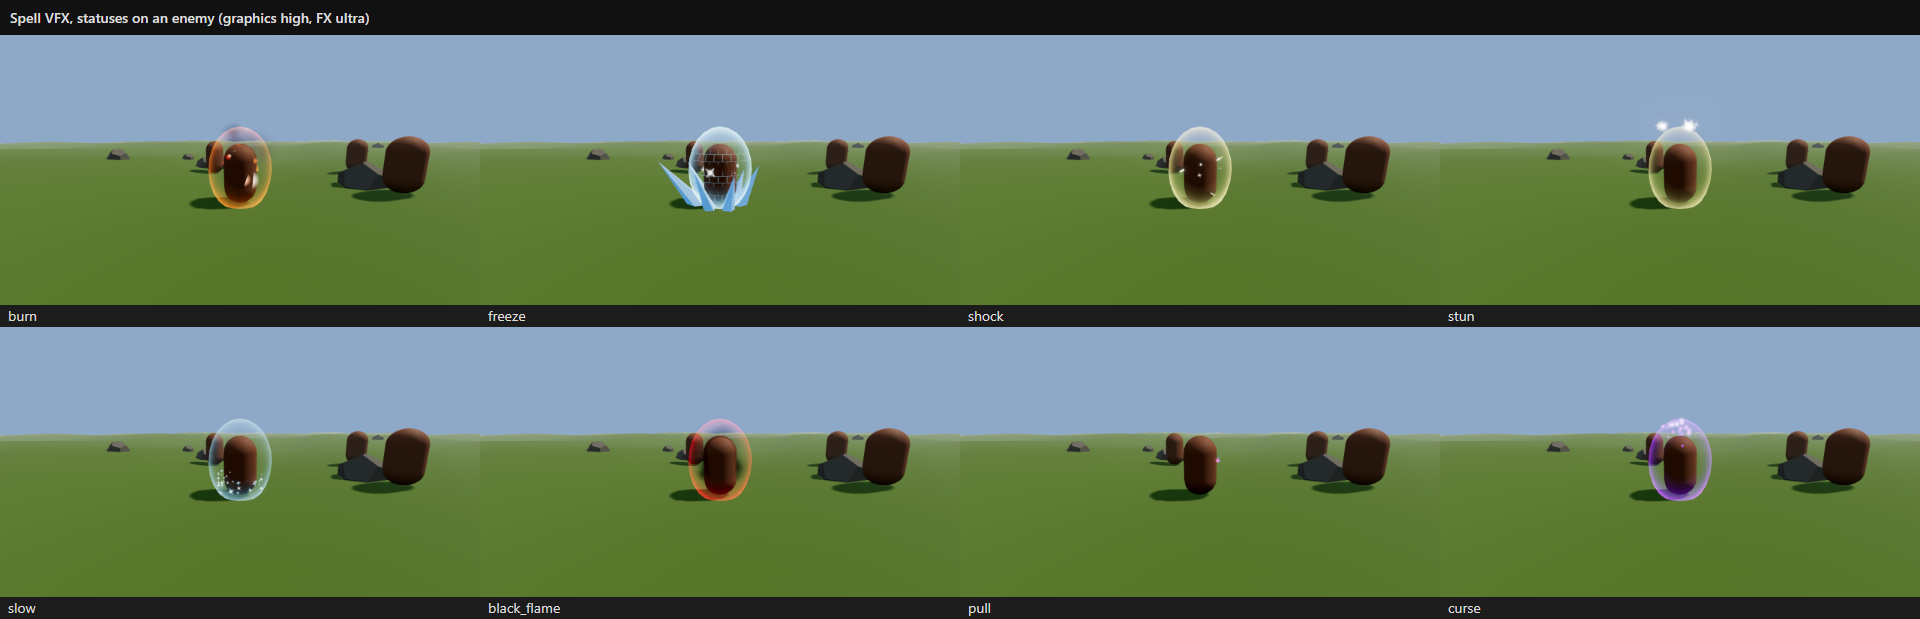 Spell VFX, statuses on an enemy (graphics high, FX ultra)
burn
freeze
shock
stun
slow
black_flame
pull
curse